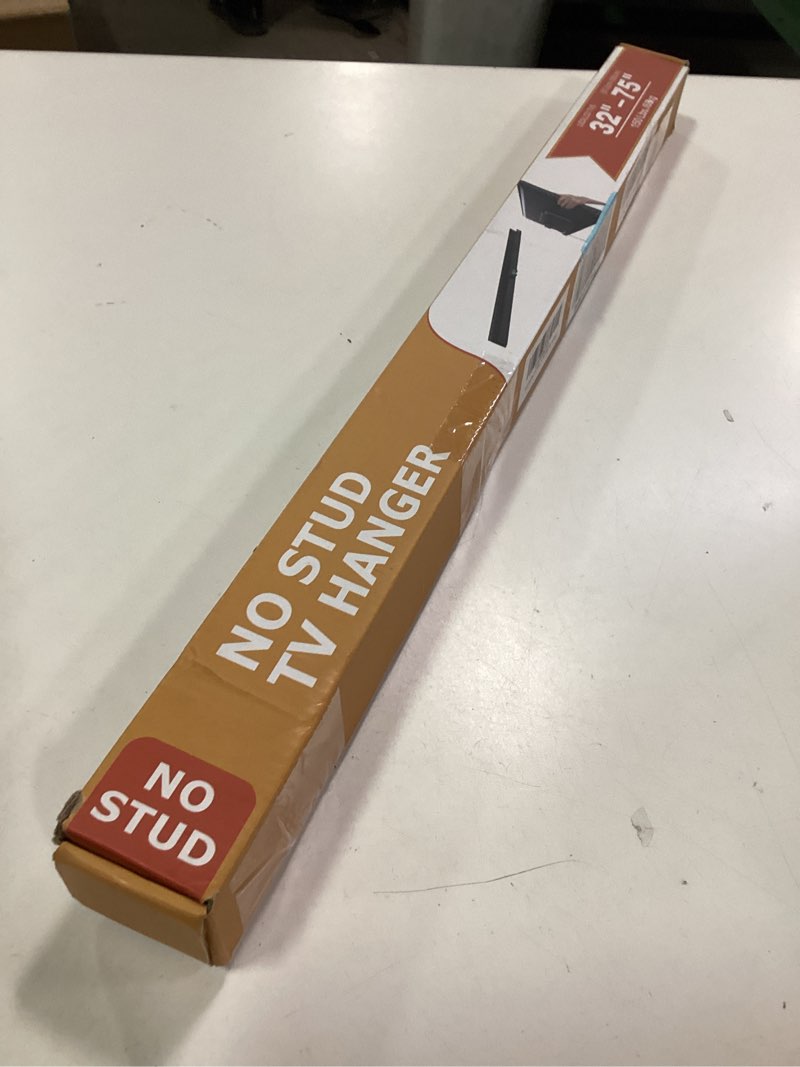 32"-75"
NO STUD
TV HANGER
NO
STUD